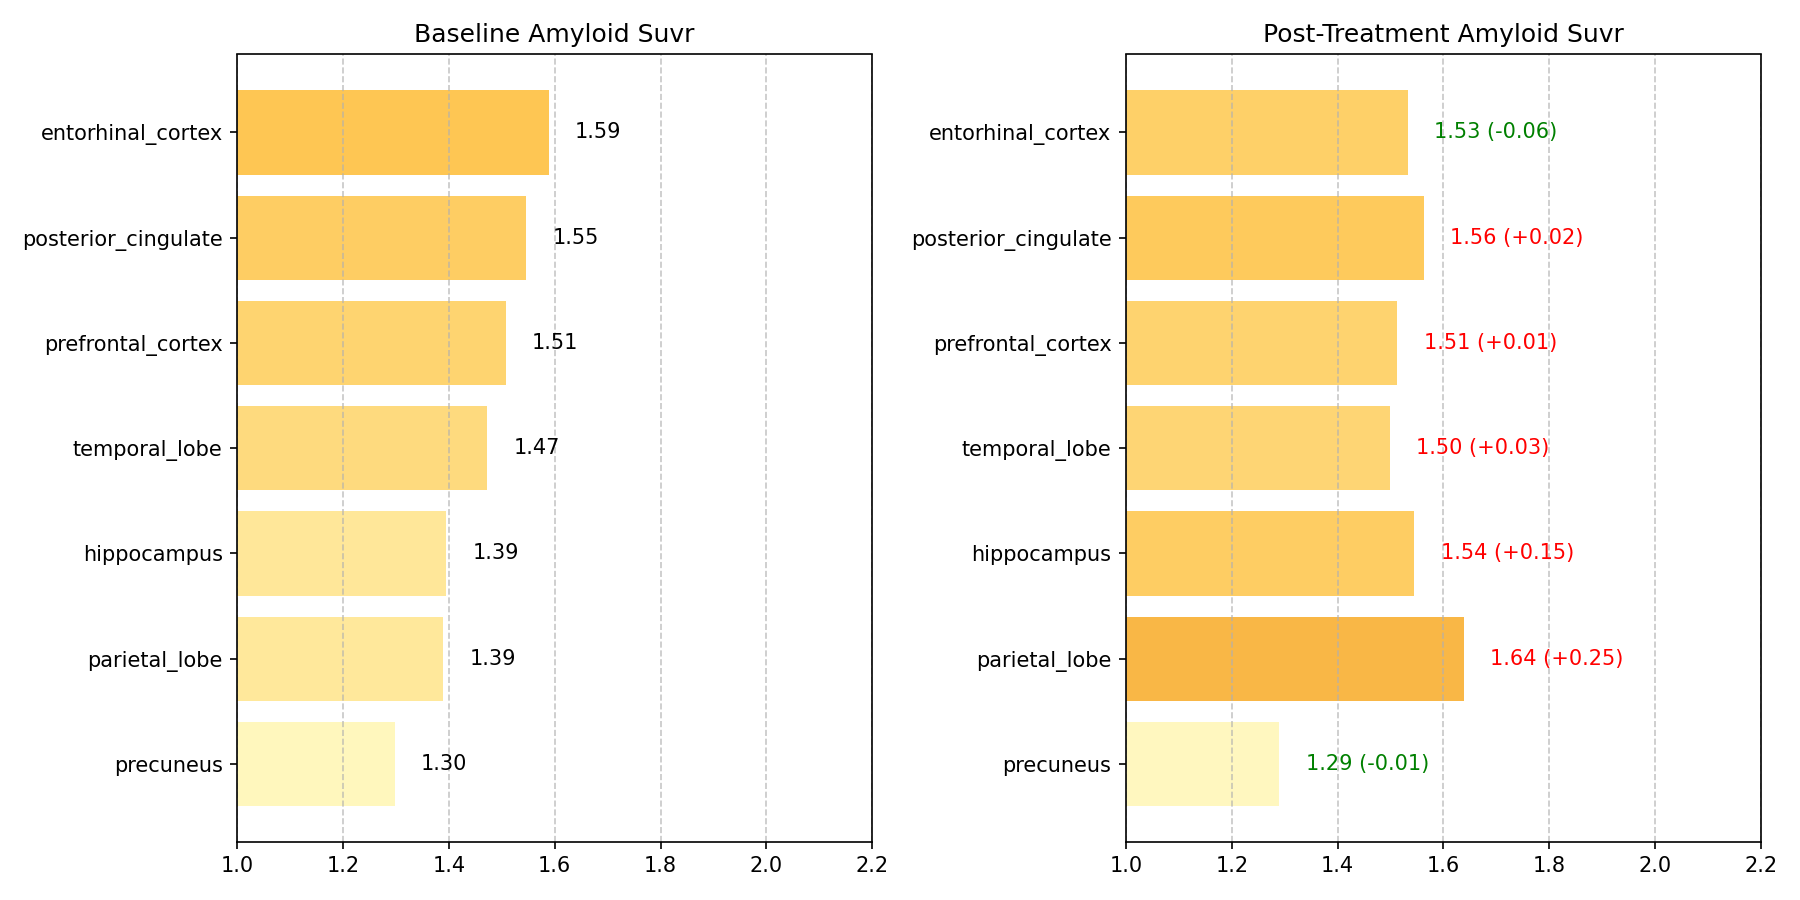 Baseline Amyloid Suvr
entorhinal_cortex 1.59
posterior_cingulate 1.55
prefrontal_cortex 1.51
temporal_lobe 1.47
hippocampus 1.39
parietal_lobe 1.39
precuneus 1.30
1.0 1.2 1.4 1.6 1.8 2.0 2.2
Post-Treatment Amyloid Suvr
entorhinal_cortex 1.53 (-0.06)
posterior_cingulate 1.56 (+0.02)
prefrontal_cortex 1.51 (+0.01)
temporal_lobe 1.50 (+0.03)
hippocampus 1.54 (+0.15)
parietal_lobe 1.64 (+0.25)
precuneus 1.29 (-0.01)
1.0 1.2 1.4 1.6 1.8 2.0 2.2